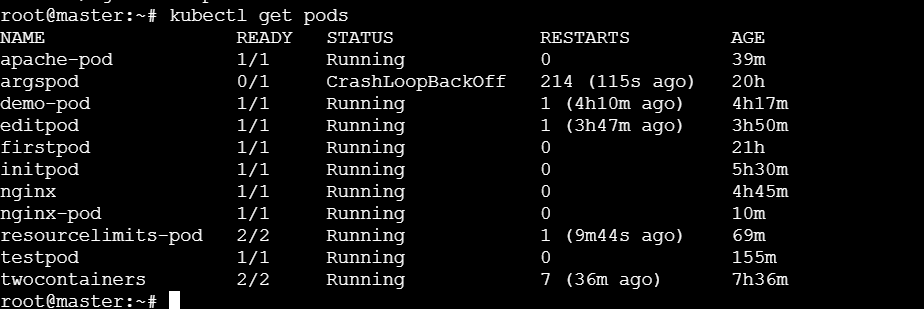 root@master:~# kubectl get pods
NAME READY STATUS RESTARTS AGE
apache-pod 1/1 Running 0 39m
argspod 0/1 CrashLoopBackOff 214 (115s ago) 20h
demo-pod 1/1 Running 1 (4h10m ago) 4h17m
editpod 1/1 Running 1 (3h47m ago) 3h50m
firstpod 1/1 Running 0 21h
initpod 1/1 Running 0 5h30m
nginx 1/1 Running 0 4h45m
nginx-pod 1/1 Running 0 10m
resourcelimits-pod 2/2 Running 1 (9m44s ago) 69m
testpod 1/1 Running 0 155m
twocontainers 2/2 Running 7 (36m ago) 7h36m
root@master:~#